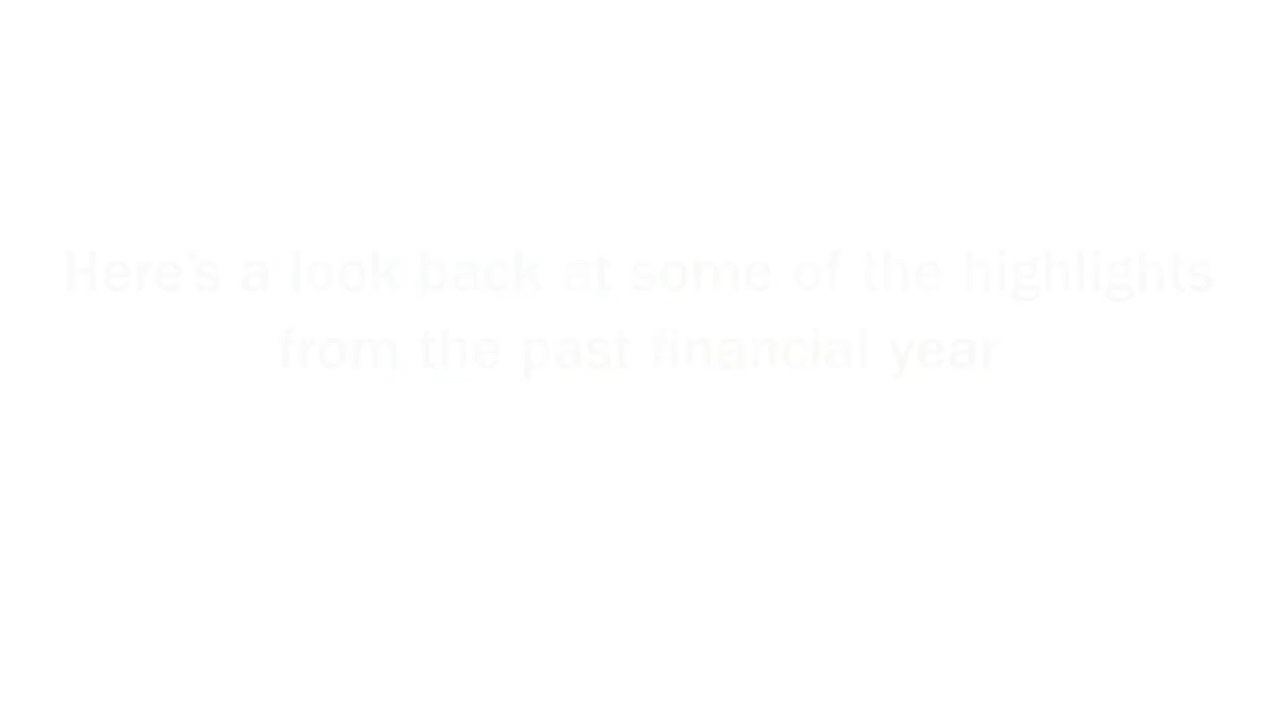 Here's a look back at some of the highlights
from the past financial year